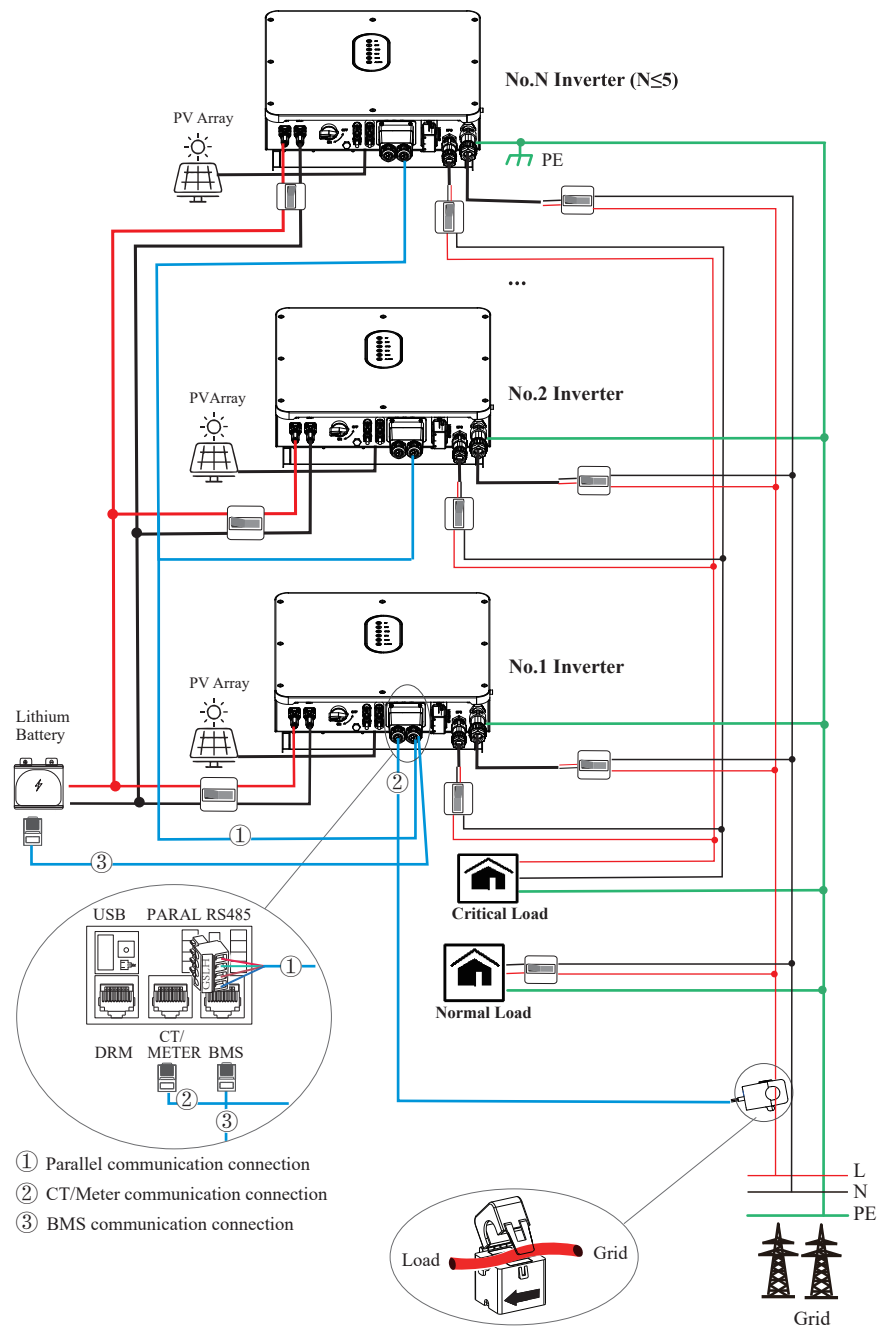 No.N Inverter (N≤5)
PV Array
PE
...
No.2 Inverter
PVArray
No.1 Inverter
PV Array
Lithium
Battery
②
①
③
Critical Load
USB PARAL RS485
GSLH
①
Normal Load
DRM CT/
METER BMS
②
③
① Parallel communication connection
② CT/Meter communication connection
③ BMS communication connection
L
N
PE
Load Grid
Grid